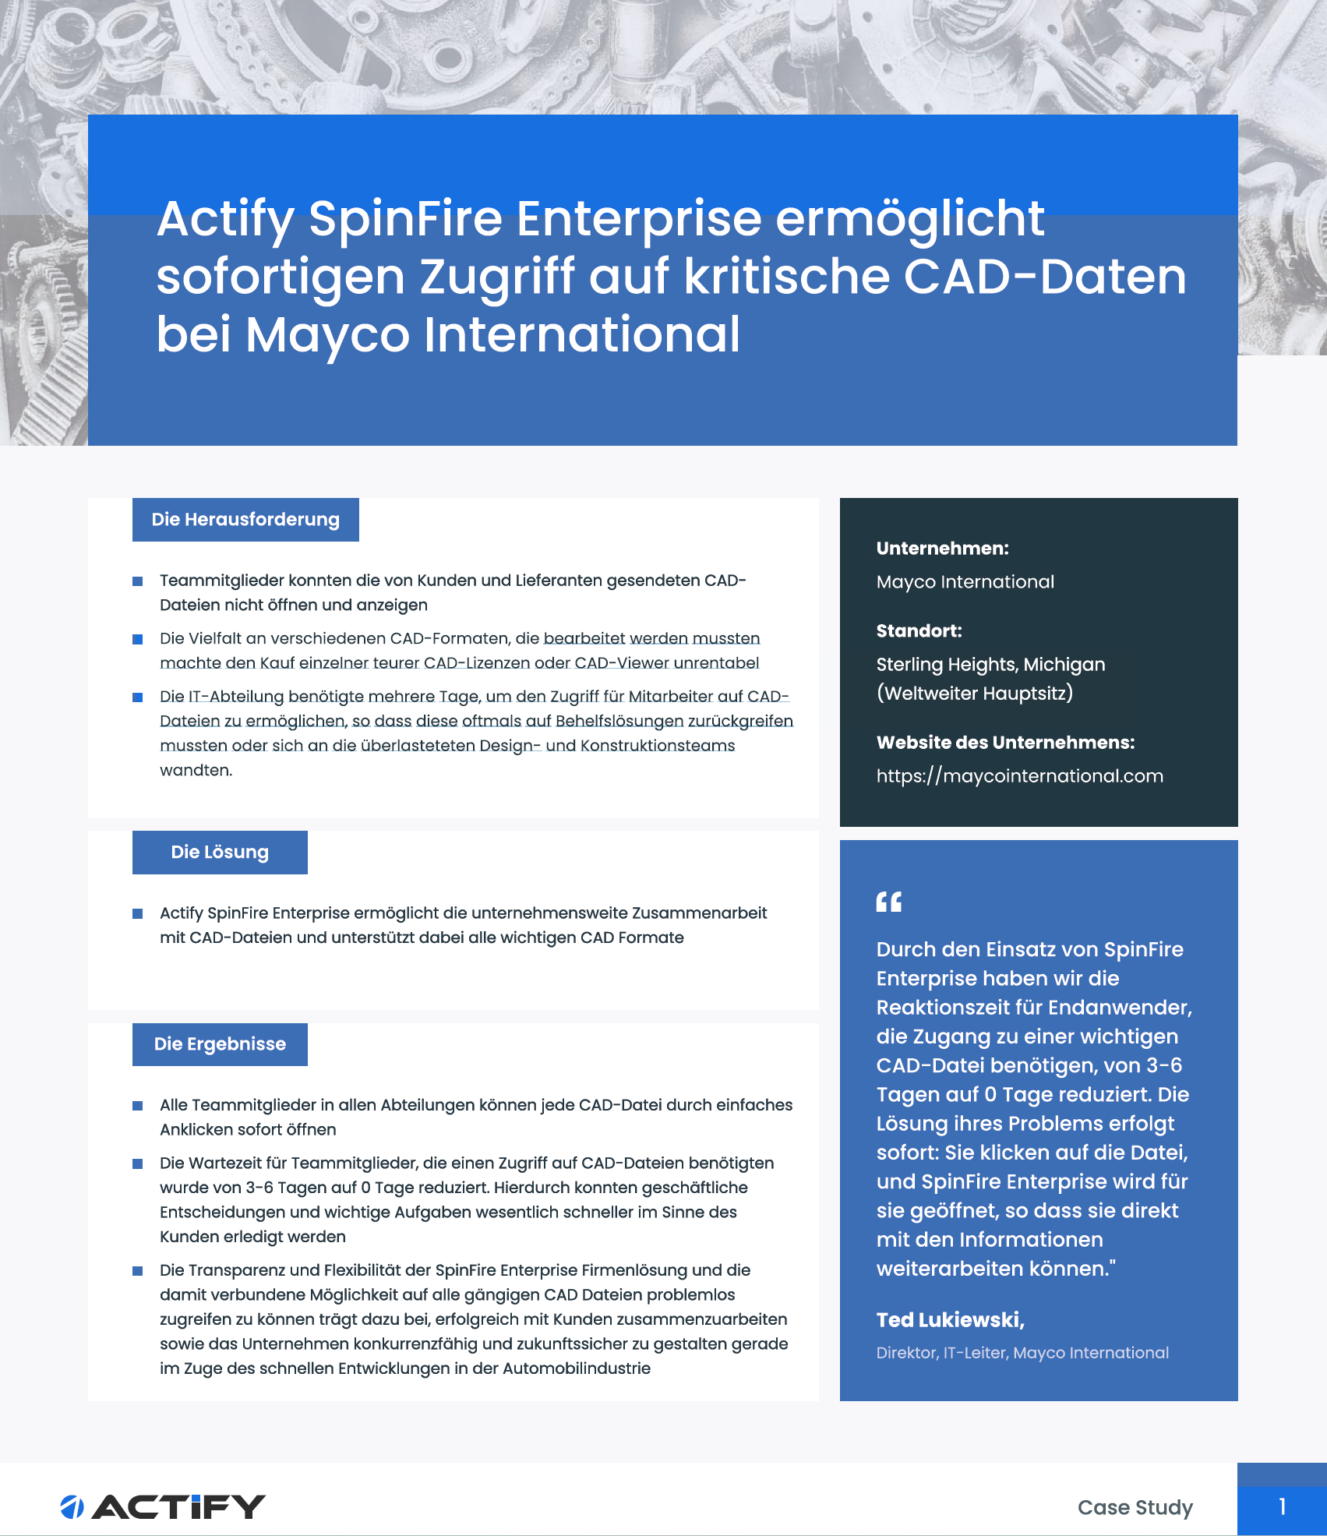 Actify SpinFire Enterprise ermöglicht
sofortigen Zugriff auf kritische CAD-Daten
bei Mayco International
Die Herausforderung
Teammitglieder konnten die von Kunden und Lieferanten gesendeten CAD-
Dateien nicht öffnen und anzeigen
Die Vielfalt an verschiedenen CAD-Formaten, die bearbeitet werden mussten
machte den Kauf einzelner teurer CAD-Lizenzen oder CAD-Viewer unrentabel
Die IT-Abteilung benötigte mehrere Tage, um den Zugriff für Mitarbeiter auf CAD-
Dateien zu ermöglichen, so dass diese oftmals auf Behelfslösungen zurückgreifen
mussten oder sich an die überlasteteten Design- und Konstruktionsteams
wandten.
Die Lösung
Actify SpinFire Enterprise ermöglicht die unternehmensweite Zusammenarbeit
mit CAD-Dateien und unterstützt dabei alle wichtigen CAD Formate
Die Ergebnisse
Alle Teammitglieder in allen Abteilungen können jede CAD-Datei durch einfaches
Anklicken sofort öffnen
Die Wartezeit für Teammitglieder, die einen Zugriff auf CAD-Dateien benötigten
wurde von 3-6 Tagen auf 0 Tage reduziert. Hierdurch konnten geschäftliche
Entscheidungen und wichtige Aufgaben wesentlich schneller im Sinne des
Kunden erledigt werden
Die Transparenz und Flexibilität der SpinFire Enterprise Firmenlösung und die
damit verbundene Möglichkeit auf alle gängigen CAD Dateien problemlos
zugreifen zu können trägt dazu bei, erfolgreich mit Kunden zusammenzuarbeiten
sowie das Unternehmen konkurrenzfähig und zukunftssicher zu gestalten gerade
im Zuge des schnellen Entwicklungen in der Automobilindustrie
Unternehmen:
Mayco International
Standort:
Sterling Heights, Michigan
(Weltweiter Hauptsitz)
Website des Unternehmens:
https://maycointernational.com
“
Durch den Einsatz von SpinFire
Enterprise haben wir die
Reaktionszeit für Endanwender,
die Zugang zu einer wichtigen
CAD-Datei benötigen, von 3-6
Tagen auf 0 Tage reduziert. Die
Lösung ihres Problems erfolgt
sofort: Sie klicken auf die Datei,
und SpinFire Enterprise wird für
sie geöffnet, so dass sie direkt
mit den Informationen
weiterarbeiten können."
Ted Lukiewski,
Direktor, IT-Leiter, Mayco International
ACTiFY
Case Study
1